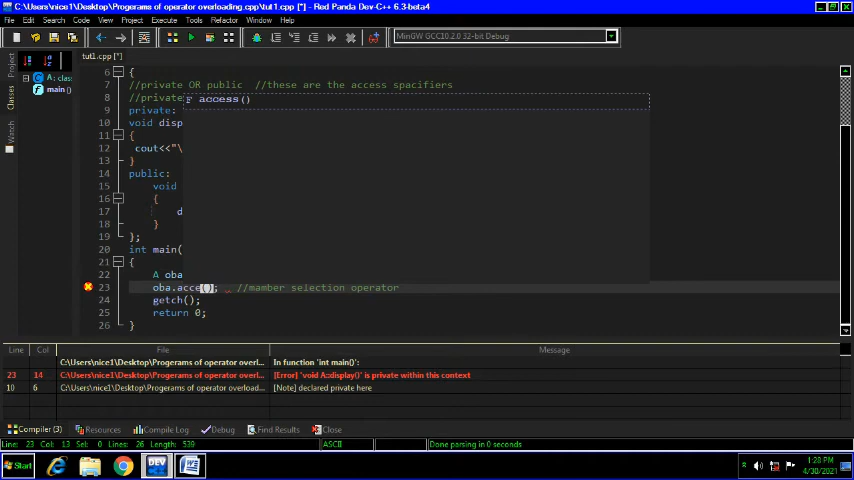 C:\Users\nice1\Desktop\Programs of operator overloading.cpp\tut1.cpp [*] - Red Panda Dev-C++ 6.3-beta4
File Edit Search View Project Code Execute Tools Refactor Window Help
MinGW GCC10.2.0 32-bit Debug
tut1.cpp [*]
Project
Classes
Watch
A : class
main()
6 {
7 //private OR public //these are the access spacifiers
8 //private
F access()
9 private:
10 void disp
11 {
12 cout<<"\
13 }
14 public:
15 void
16 {
17 d
18 }
19 };
20 int main(
21 {
22 A oba
23 oba.acce(); //mamber selection operator
24 getch();
25 return 0;
26 }
Line Col File Message
C:\Users\nice1\Desktop\Programs of operator overl... In function 'int main()':
23 14 C:\Users\nice1\Desktop\Programs of operator overl... [Error] 'void A::display()' is private within this context
10 6 C:\Users\nice1\Desktop\Programs of operator overload... [Note] declared private here
Compiler (3) Resources Compile Log Debug Find Results Close
Line: 23 Col: 13 Sel: 0 Lines: 26 Length: 539 ASCII Done parsing in 0 seconds
Start
DEV
1:28 PM
4/30/2021